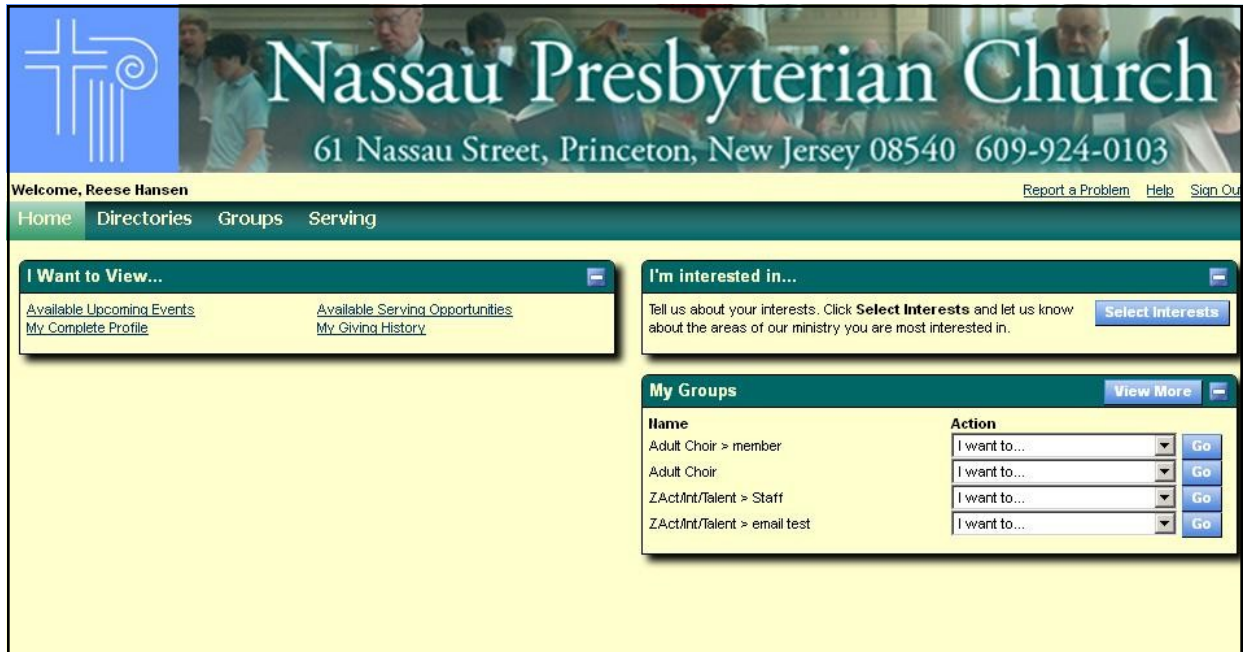 Nassau Presbyterian Church
61 Nassau Street, Princeton, New Jersey 08540 609-924-0103
Welcome, Reese Hansen
Report a Problem Help Sign Ou
Home Directories Groups Serving
I Want to View...
Available Upcoming Events Available Serving Opportunities
My Complete Profile My Giving History
I'm interested in...
Tell us about your interests. Click Select Interests and let us know
about the areas of our ministry you are most interested in.
Select Interests
My Groups View More
Name Action
Adult Choir > member I want to... Go
Adult Choir I want to... Go
ZAct/Int/Talent > Staff I want to... Go
ZAct/Int/Talent > email test I want to... Go